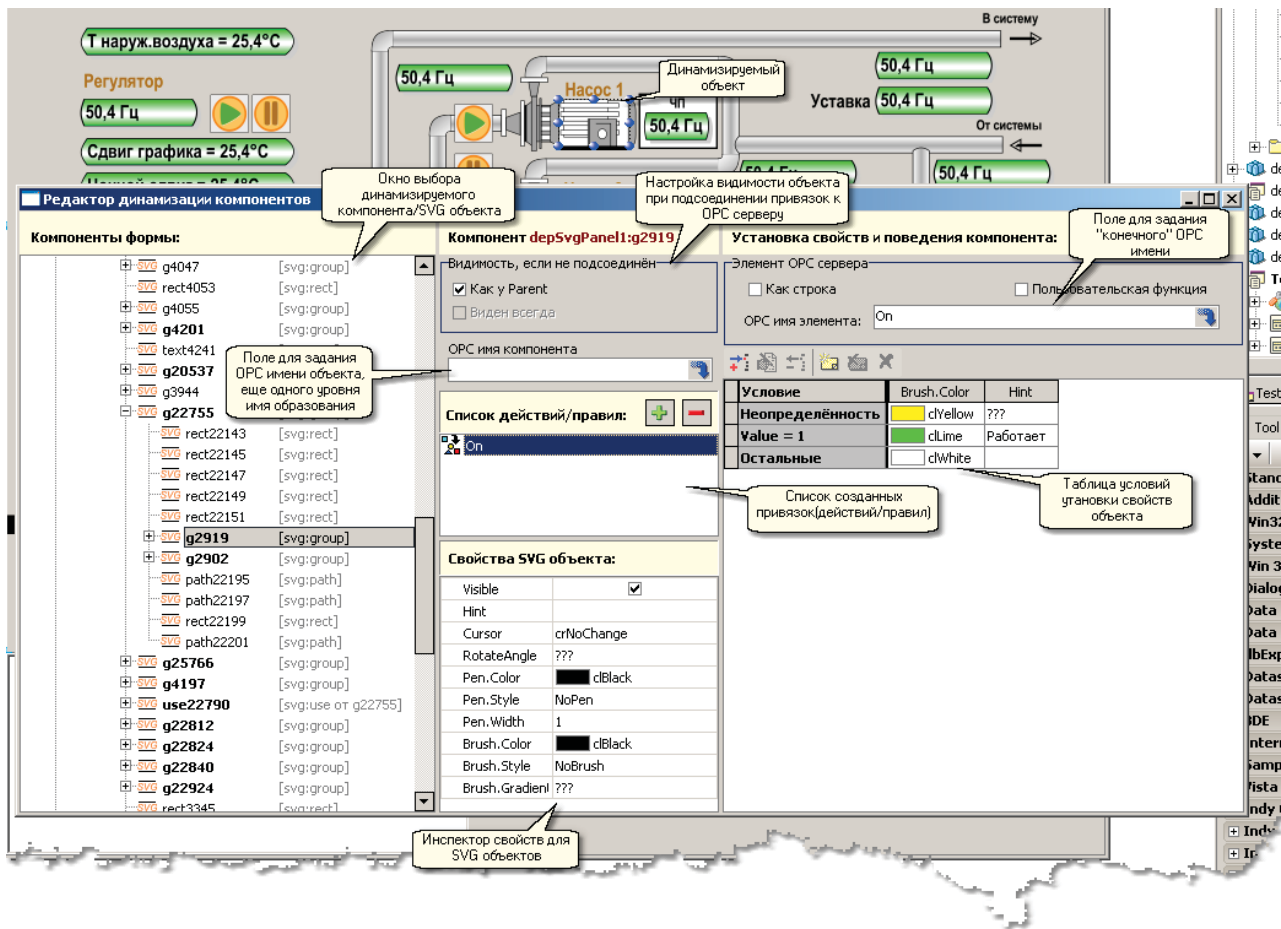 В систему
Т наруж.воздуха = 25,4°C
Регулятор
50,4 Гц
50,4 Гц
Насос 1
Динамизируемый
объект
ЧП
50,4 Гц
50,4 Гц
Уставка 50,4 Гц
От системы
Сдвиг графика = 25,4°C
50,4 Гц
Окно выбора
динамизируемого
компонента/SVG объекта
Настройка видимости объекта
при подсоединении привязок к
OPC серверу
Поле для задания
"конечного" OPC
имени
Редактор динамизации компонентов
Компоненты формы:
g4047 [svg:group]
rect4053 [svg:rect]
g4055 [svg:group]
g4201 [svg:group]
text4241
g20537
g3944
g22755
rect22143 [svg:rect]
rect22145 [svg:rect]
rect22147 [svg:rect]
rect22149 [svg:rect]
rect22151 [svg:rect]
g2919 [svg:group]
g2902 [svg:group]
path22195 [svg:path]
path22197 [svg:path]
rect22199 [svg:rect]
path22201 [svg:path]
g25766 [svg:group]
g4197 [svg:group]
use22790 [svg:use от g22755]
g22812 [svg:group]
g22824 [svg:group]
g22840 [svg:group]
g22924 [svg:group]
rect3345 [svg:rect]
Поле для задания
OPC имени объекта,
еще одного уровня
имя образования
Компонент depSvgPanel1:g2919
Видимость, если не подсоединён
Как у Parent
Виден всегда
OPC имя компонента
Список действий/правил:
On
Список созданных
привязок(действий/правил)
Свойства SVG объекта:
Visible
Hint
Cursor crNoChange
RotateAngle ???
Pen.Color clBlack
Pen.Style NoPen
Pen.Width 1
Brush.Color clBlack
Brush.Style NoBrush
Brush.Gradient ???
Инспектор свойств для
SVG объектов
Установка свойств и поведения компонента:
Элемент OPC сервера
Как строка
Пользовательская функция
OPC имя элемента: On
Условие Brush.Color Hint
Неопределённость clYellow ???
Value = 1 clLime Работает
Остальные clWhite
Таблица условий
утановки свойств
объекта
Test
Tool
BDE